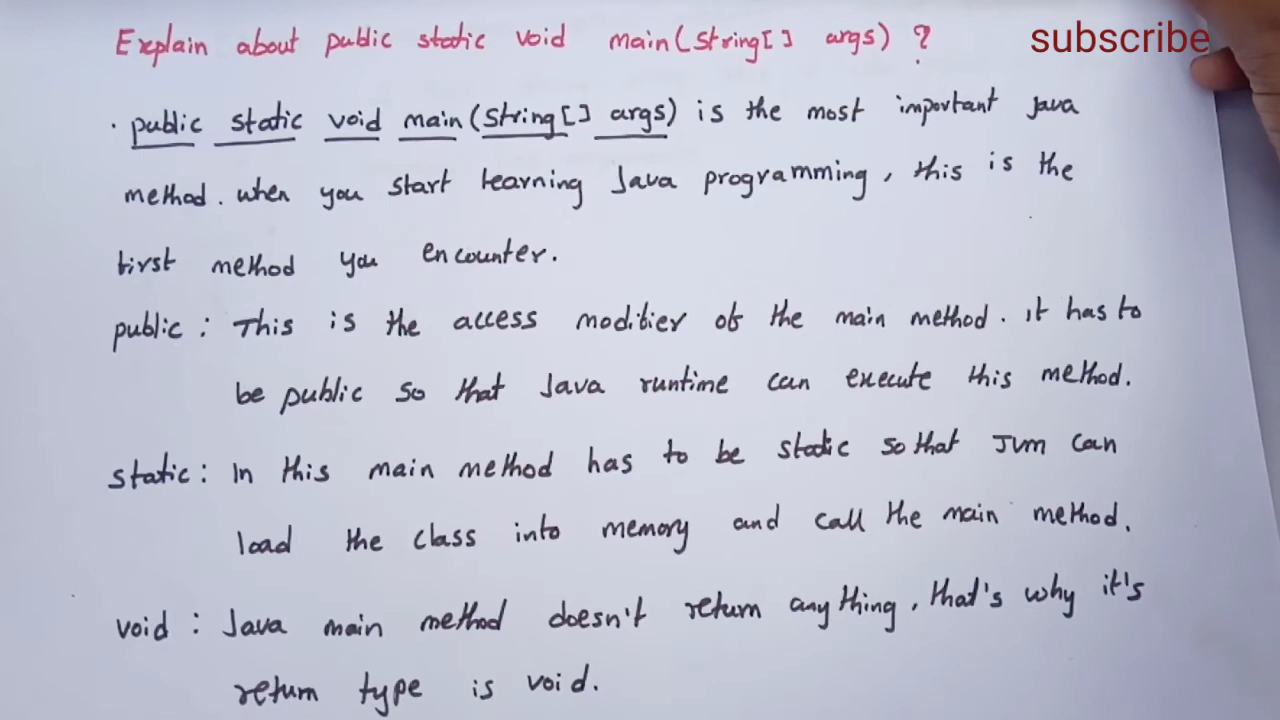 Explain about public static void main(String[] args) ?
subscribe
. public static void main(String[] args) is the most important Java
method. when you start learning Java programming, this is the
first method you encounter.
public : This is the access modifier of the main method. it has to
be public so that Java runtime can execute this method.
static : In this main method has to be static so that JVM can
load the class into memory and call the main method.
void : Java main method doesn't return anything, that's why it's
return type is void.